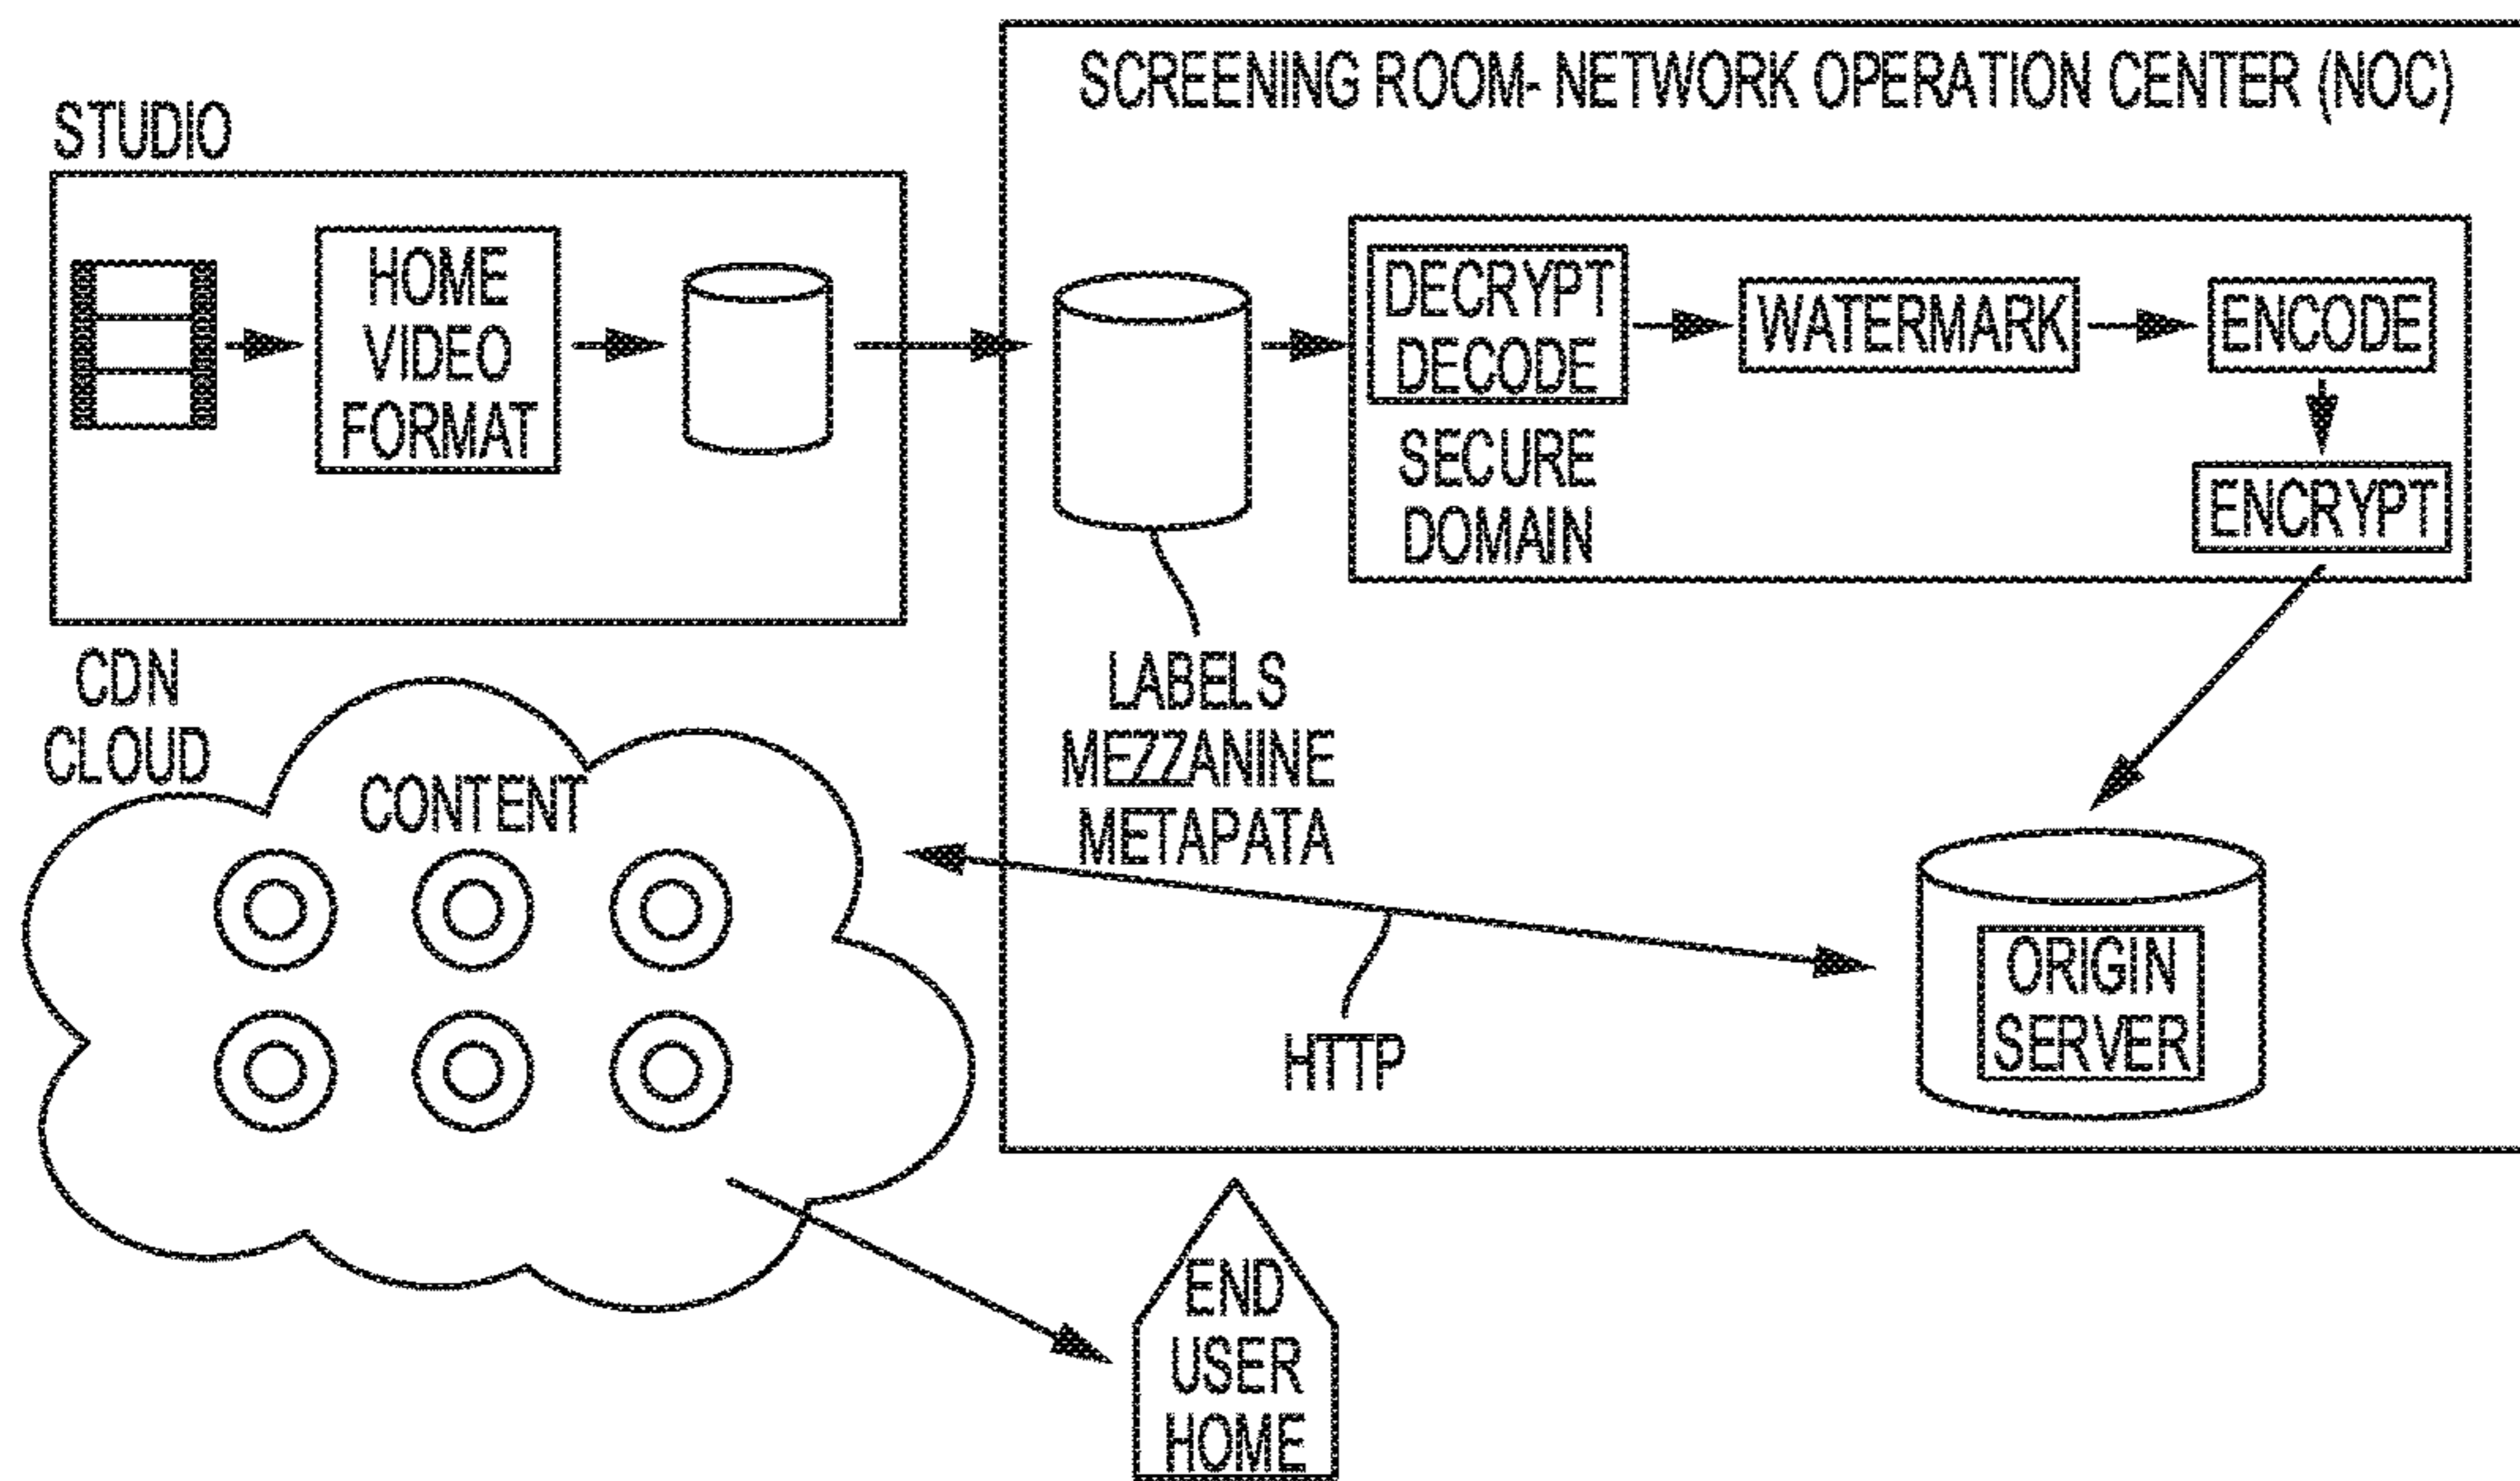 SCREENING ROOM- NETWORK OPERATION CENTER (NOC)
STUDIO
HOME
VIDEO
FORMAT
DECRYPT
DECODE
WATERMARK
ENCODE
SECURE
DOMAIN
ENCRYPT
LABELS
MEZZANINE
METAPATA
CDN
CLOUD
CONTENT
HTTP
ORIGIN
SERVER
END
USER
HOME